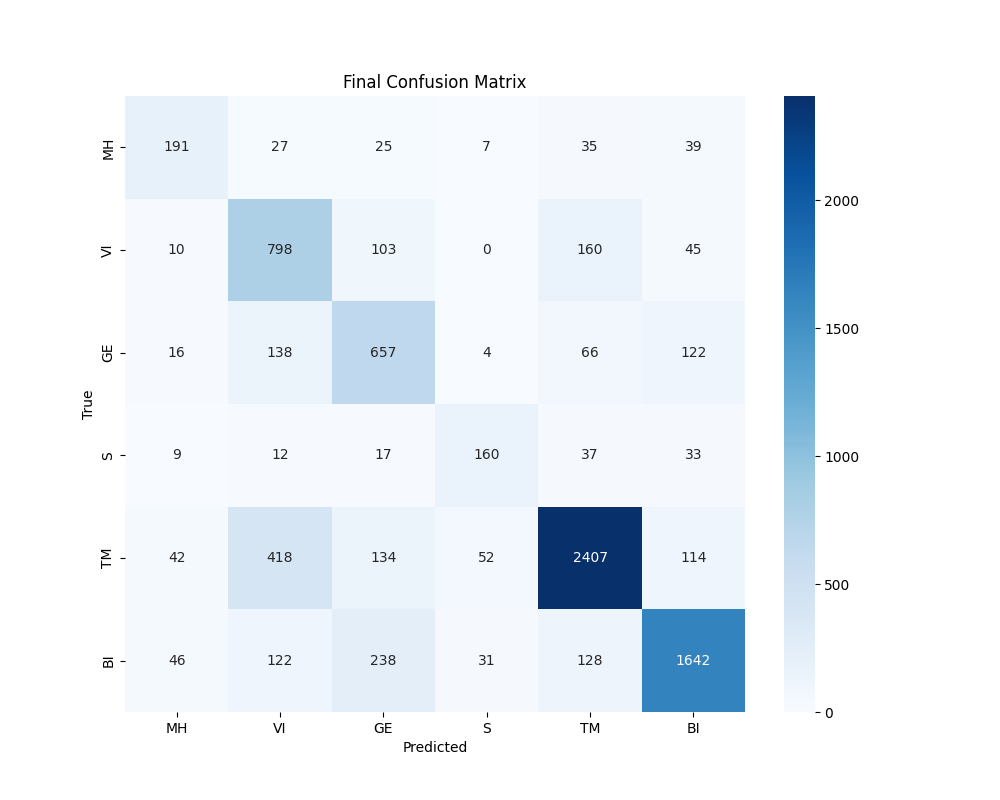 Final Confusion Matrix
MH 191 27 25 7 35 39
VI 10 798 103 0 160 45
GE 16 138 657 4 66 122
S 9 12 17 160 37 33
TM 42 418 134 52 2407 114
BI 46 122 238 31 128 1642
MH VI GE S TM BI
Predicted
True
2000
1500
1000
500
0